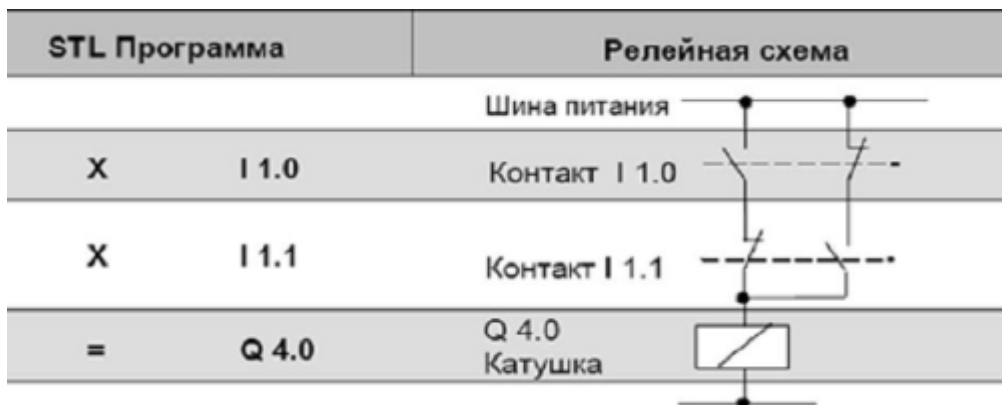 STL Программа Релейная схема
Шина питания
X I 1.0 Контакт I 1.0
X I 1.1 Контакт I 1.1
= Q 4.0 Q 4.0
Катушка